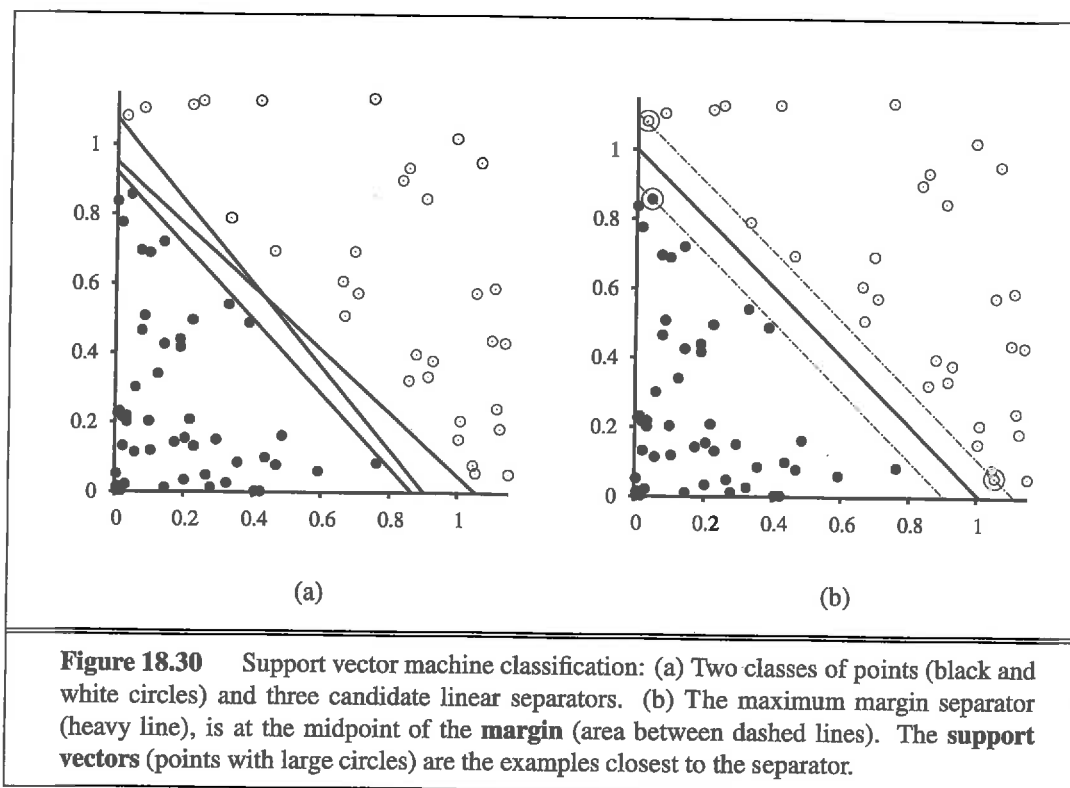 1
0.8
0.6
0.4
0.2
0
0 0.2 0.4 0.6 0.8 1
(a)
1
0.8
0.6
0.4
0.2
0
0 0.2 0.4 0.6 0.8 1
(b)
Figure 18.30 Support vector machine classification: (a) Two classes of points (black and
white circles) and three candidate linear separators. (b) The maximum margin separator
(heavy line), is at the midpoint of the margin (area between dashed lines). The support
vectors (points with large circles) are the examples closest to the separator.